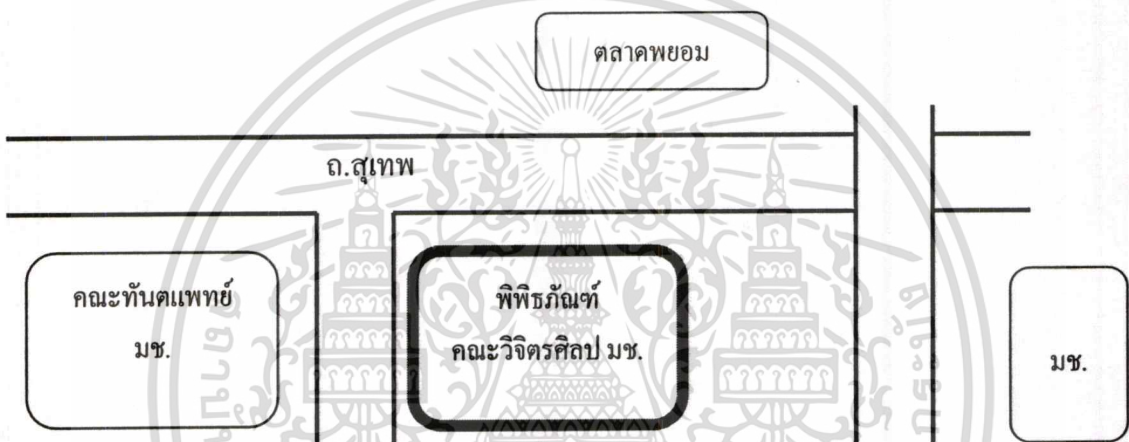 ตลาดพยอม
ถ.สุเทพ
คณะทันตแพทย์
มช.
พิพิธภัณฑ์
คณะวิจิตรศิลป มช.
มช.